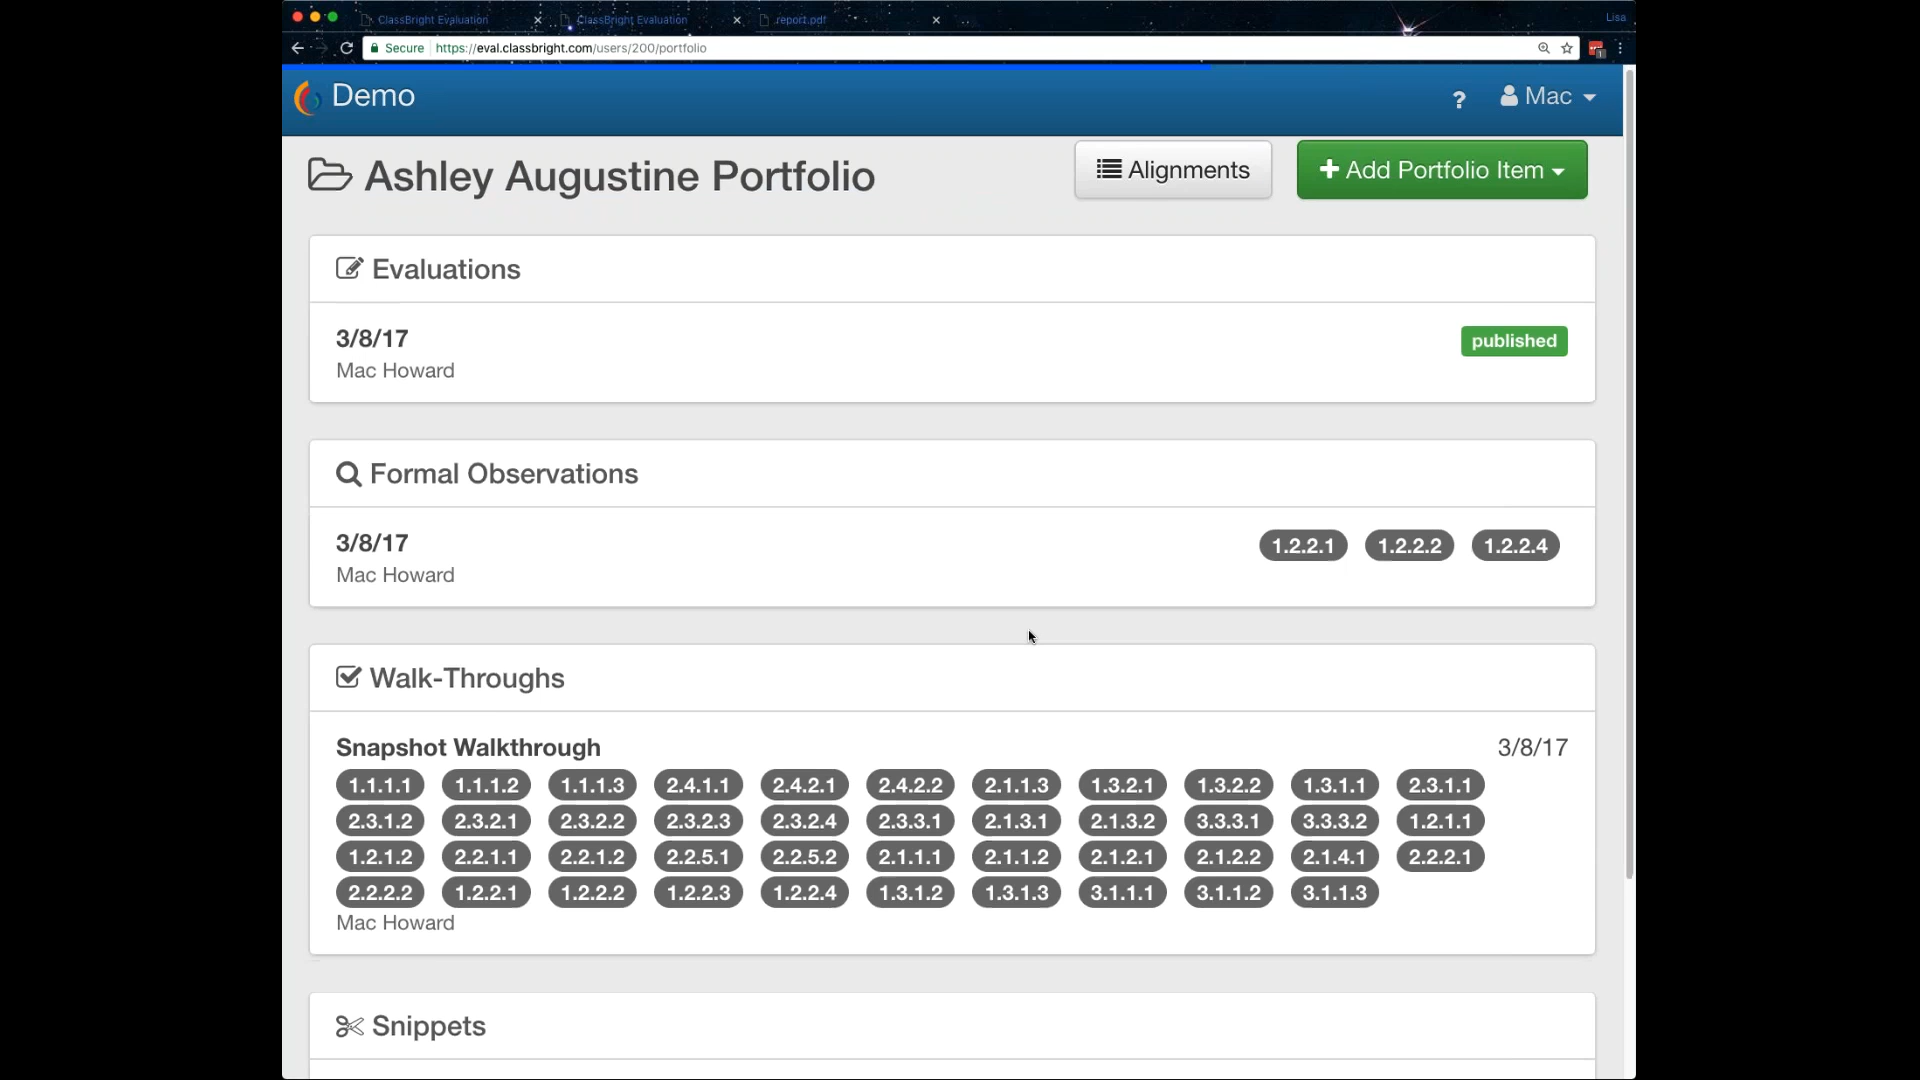 ClassBright Evaluation ClassBright Evaluation report.pdf Lisa
Secure https://eval.classbright.com/users/200/portfolio
Demo ? Mac
Ashley Augustine Portfolio Alignments + Add Portfolio Item
Evaluations
3/8/17 published
Mac Howard
Formal Observations
3/8/17 1.2.2.1 1.2.2.2 1.2.2.4
Mac Howard
Walk-Throughs
Snapshot Walkthrough 3/8/17
1.1.1.1 1.1.1.2 1.1.1.3 2.4.1.1 2.4.2.1 2.4.2.2 2.1.1.3 1.3.2.1 1.3.2.2 1.3.1.1 2.3.1.1
2.3.1.2 2.3.2.1 2.3.2.2 2.3.2.3 2.3.2.4 2.3.3.1 2.1.3.1 2.1.3.2 3.3.3.1 3.3.3.2 1.2.1.1
1.2.1.2 2.2.1.1 2.2.1.2 2.2.5.1 2.2.5.2 2.1.1.1 2.1.1.2 2.1.2.1 2.1.2.2 2.1.4.1 2.2.2.1
2.2.2.2 1.2.2.1 1.2.2.2 1.2.2.3 1.2.2.4 1.3.1.2 1.3.1.3 3.1.1.1 3.1.1.2 3.1.1.3
Mac Howard
Snippets